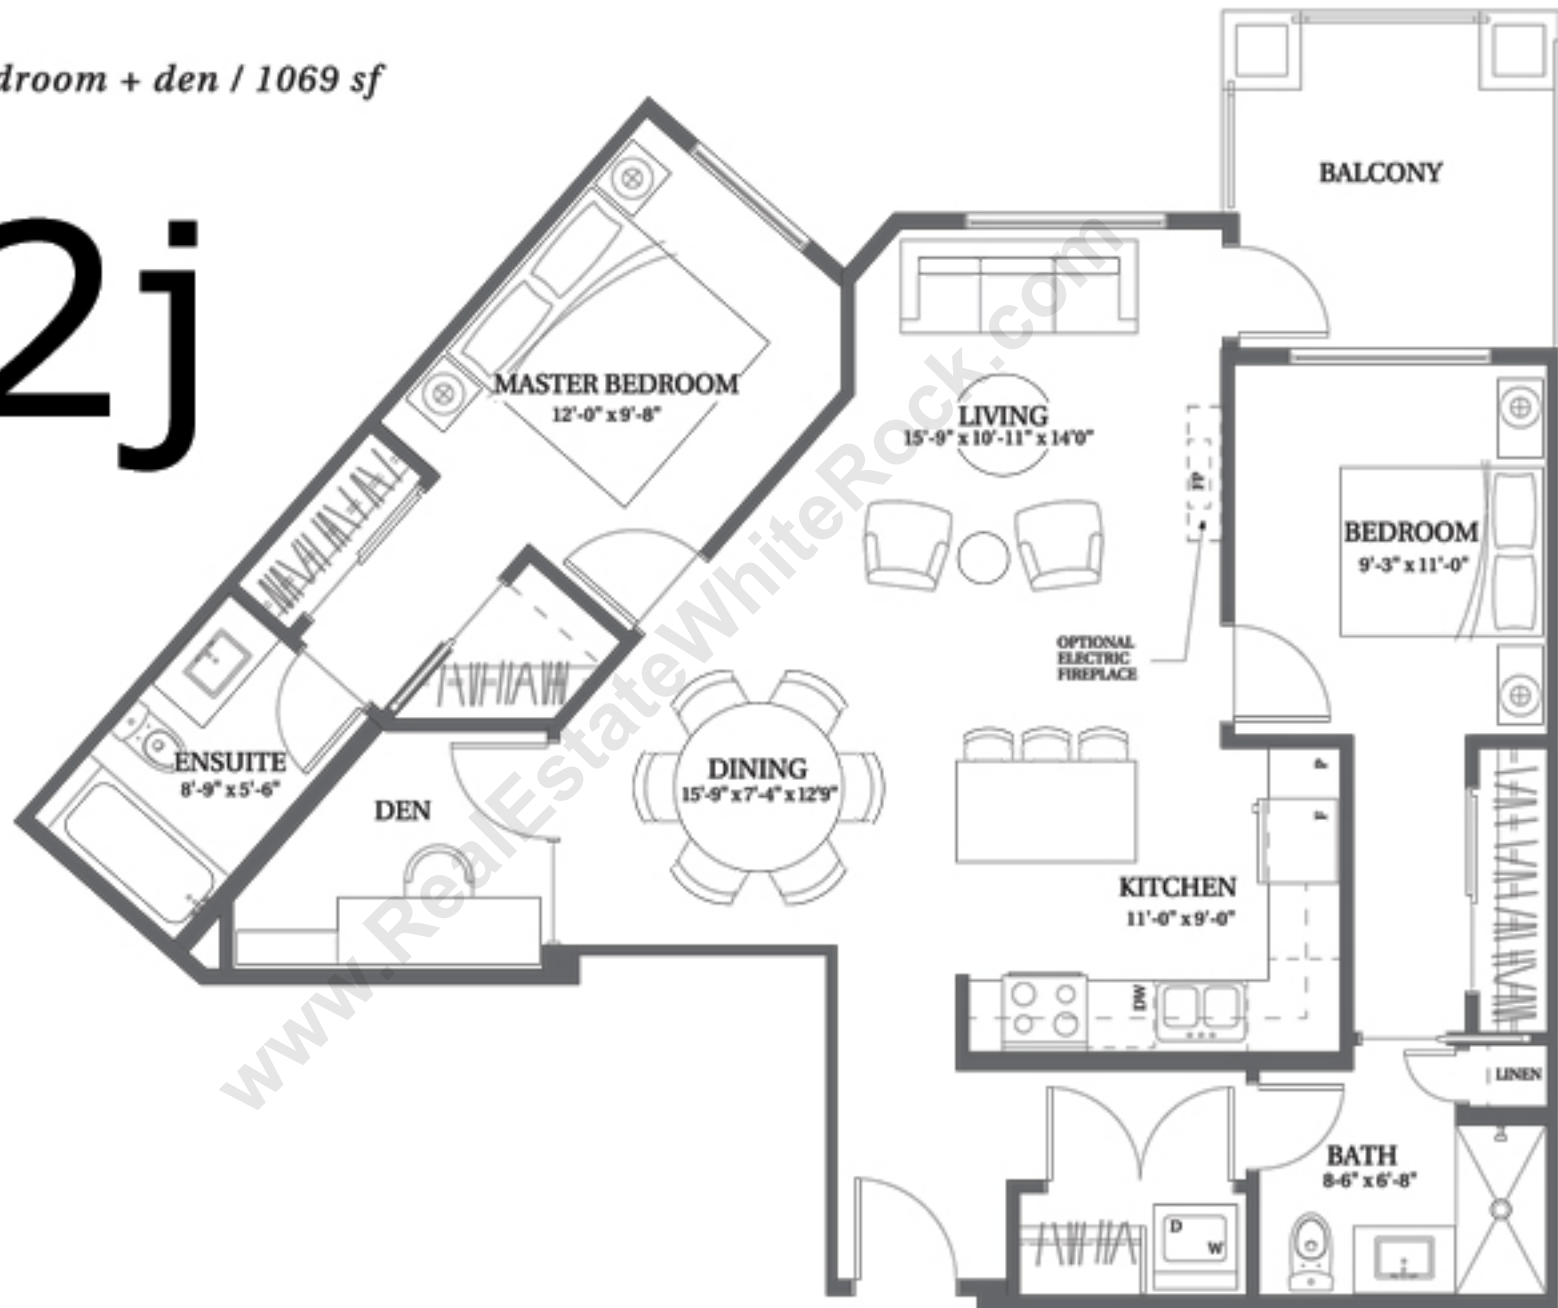 droom + den / 1069 sf
2j
BALCONY
MASTER BEDROOM
12'-0" x 9'-8"
LIVING
15'-9" x 10'-11" x 14'0"
FP
BEDROOM
9'-3" x 11'-0"
OPTIONAL
ELECTRIC
FIREPLACE
ENSUITE
8'-9" x 5'-6"
DEN
DINING
15'-9" x 7'-4" x 12'9"
P
F
KITCHEN
11'-0" x 9'-0"
DW
LINEN
BATH
8-6" x 6'-8"
D
W
www.RealEstateWhiteRock.com